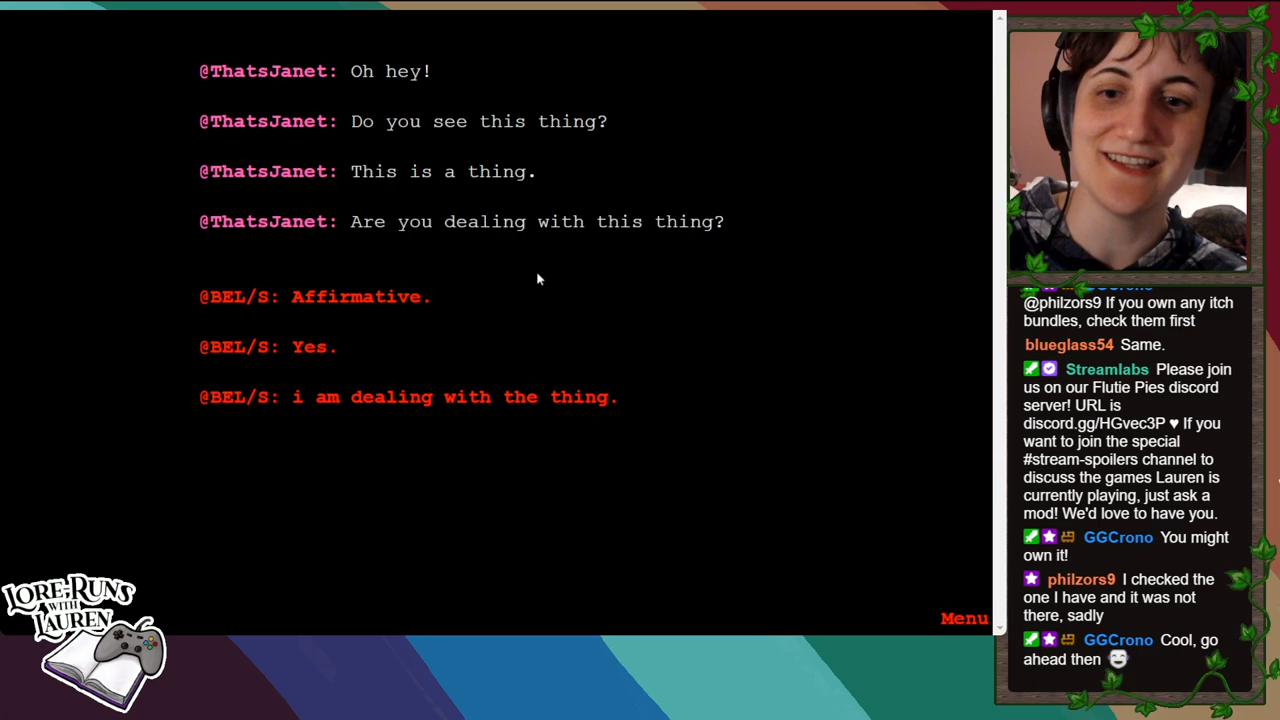 @ThatsJanet: Oh hey!
@ThatsJanet: Do you see this thing?
@ThatsJanet: This is a thing.
@ThatsJanet: Are you dealing with this thing?
@BEL/S: Affirmative.
@BEL/S: Yes.
@BEL/S: i am dealing with the thing.
Menu
LORE-RUNS
WITH
LAUREN
GGCrono
@philzors9 If you own any itch
bundles, check them first
blueglass54 Same.
Streamlabs Please join
us on our Flutie Pies discord
server! URL is
discord.gg/HGvec3P ♥ If you
want to join the special
#stream-spoilers channel to
discuss the games Lauren is
currently playing, just ask a
mod! We'd love to have you.
GGCrono You might
own it!
philzors9 I checked the
one I have and it was not
there, sadly
GGCrono Cool, go
ahead then